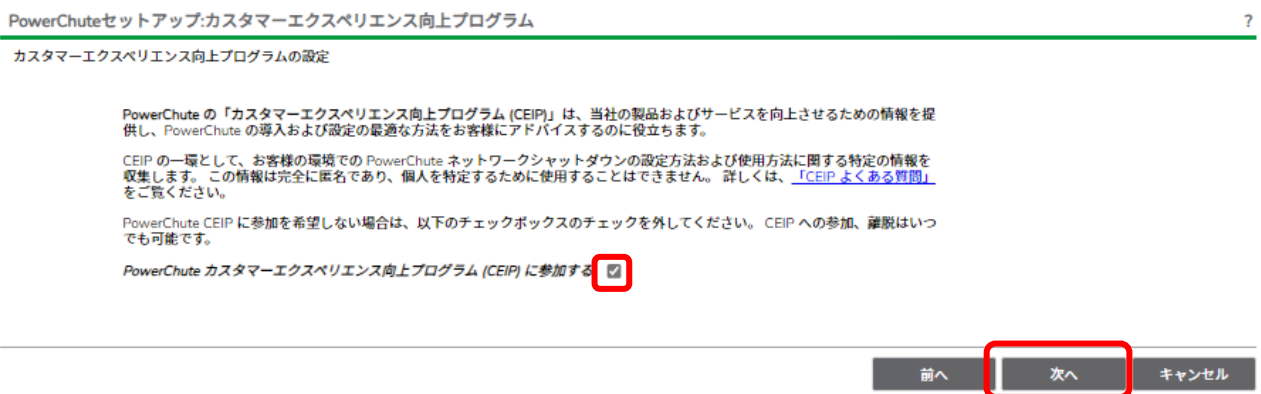 PowerChuteセットアップ:カスタマーエクスペリエンス向上プログラム ?
カスタマーエクスペリエンス向上プログラムの設定
PowerChute の「カスタマーエクスペリエンス向上プログラム (CEIP)」は、当社の製品およびサービスを向上させるための情報を提
供し、PowerChute の導入および設定の最適な方法をお客様にアドバイスするのに役立ちます。
CEIP の一環として、お客様の環境での PowerChute ネットワークシャットダウンの設定方法および使用方法に関する特定の情報を
収集します。 この情報は完全に匿名であり、個人を特定するために使用することはできません。 詳しくは、「CEIP よくある質問」
をご覧ください。
PowerChute CEIP に参加を希望しない場合は、以下のチェックボックスのチェックを外してください。 CEIP への参加、離脱はいつ
でも可能です。
PowerChute カスタマーエクスペリエンス向上プログラム (CEIP) に参加する
前へ 次へ キャンセル